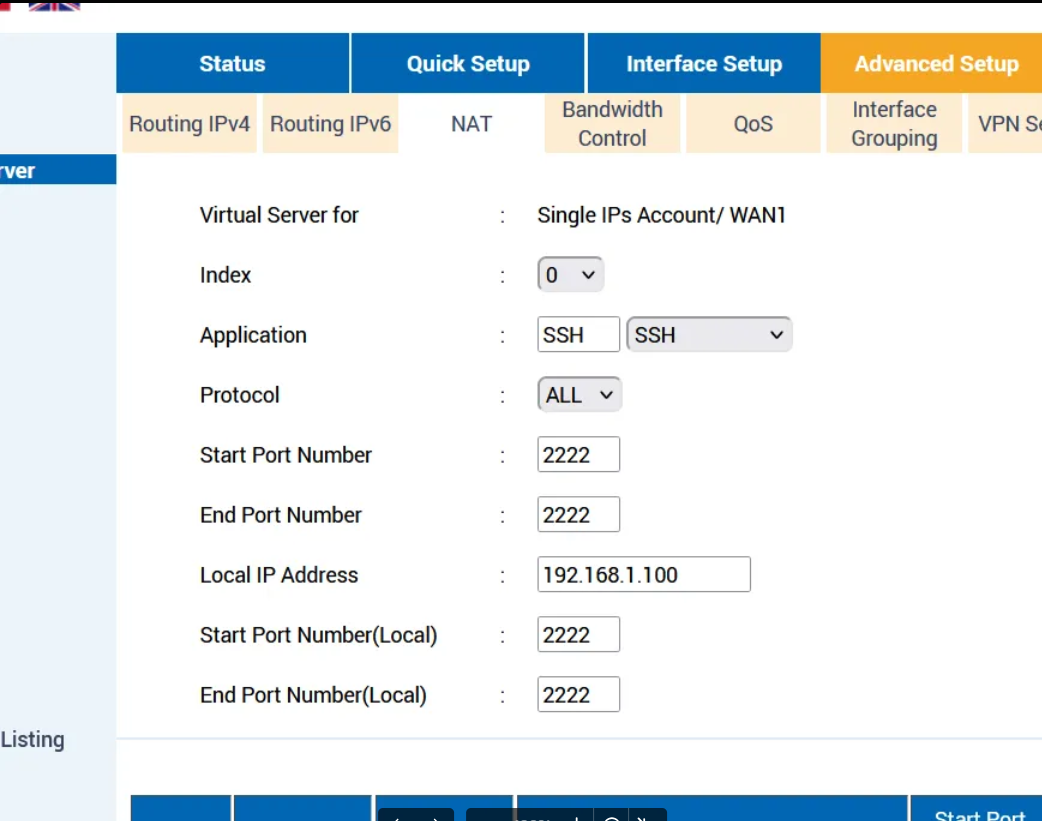 Status Quick Setup Interface Setup Advanced Setup
Routing IPv4 Routing IPv6 NAT Bandwidth Control QoS Interface Grouping VPN
rver
Virtual Server for : Single IPs Account/ WAN1
Index : 0
Application : SSH SSH
Protocol : ALL
Start Port Number : 2222
End Port Number : 2222
Local IP Address : 192.168.1.100
Start Port Number(Local) : 2222
End Port Number(Local) : 2222
Listing
Start Port